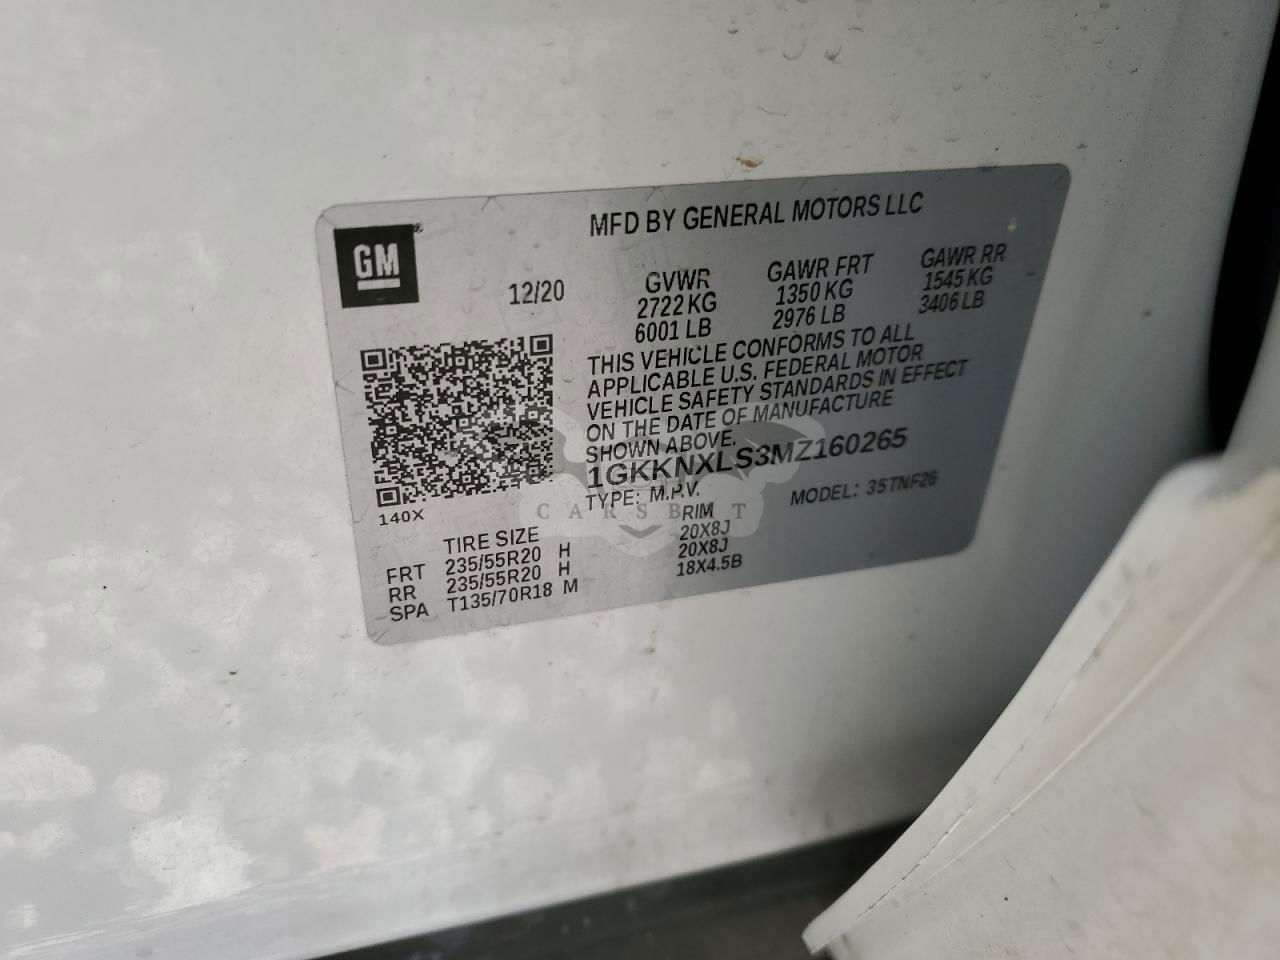 MFD BY GENERAL MOTORS LLC
GM
12/20
GVWR GAWR FRT GAWR RR
2722 KG 1350 KG 1545 KG
6001 LB 2976 LB 3406 LB
THIS VEHICLE CONFORMS TO ALL
APPLICABLE U.S. FEDERAL MOTOR
VEHICLE SAFETY STANDARDS IN EFFECT
ON THE DATE OF MANUFACTURE
SHOWN ABOVE.
1GKKNXLS3MZ160265
TYPE: M.P.V. MODEL: 35TNF26
140X
CARSBIT
TIRE SIZE RIM
FRT 235/55R20 H 20X8J
RR 235/55R20 H 20X8J
SPA T135/70R18 M 18X4.5B